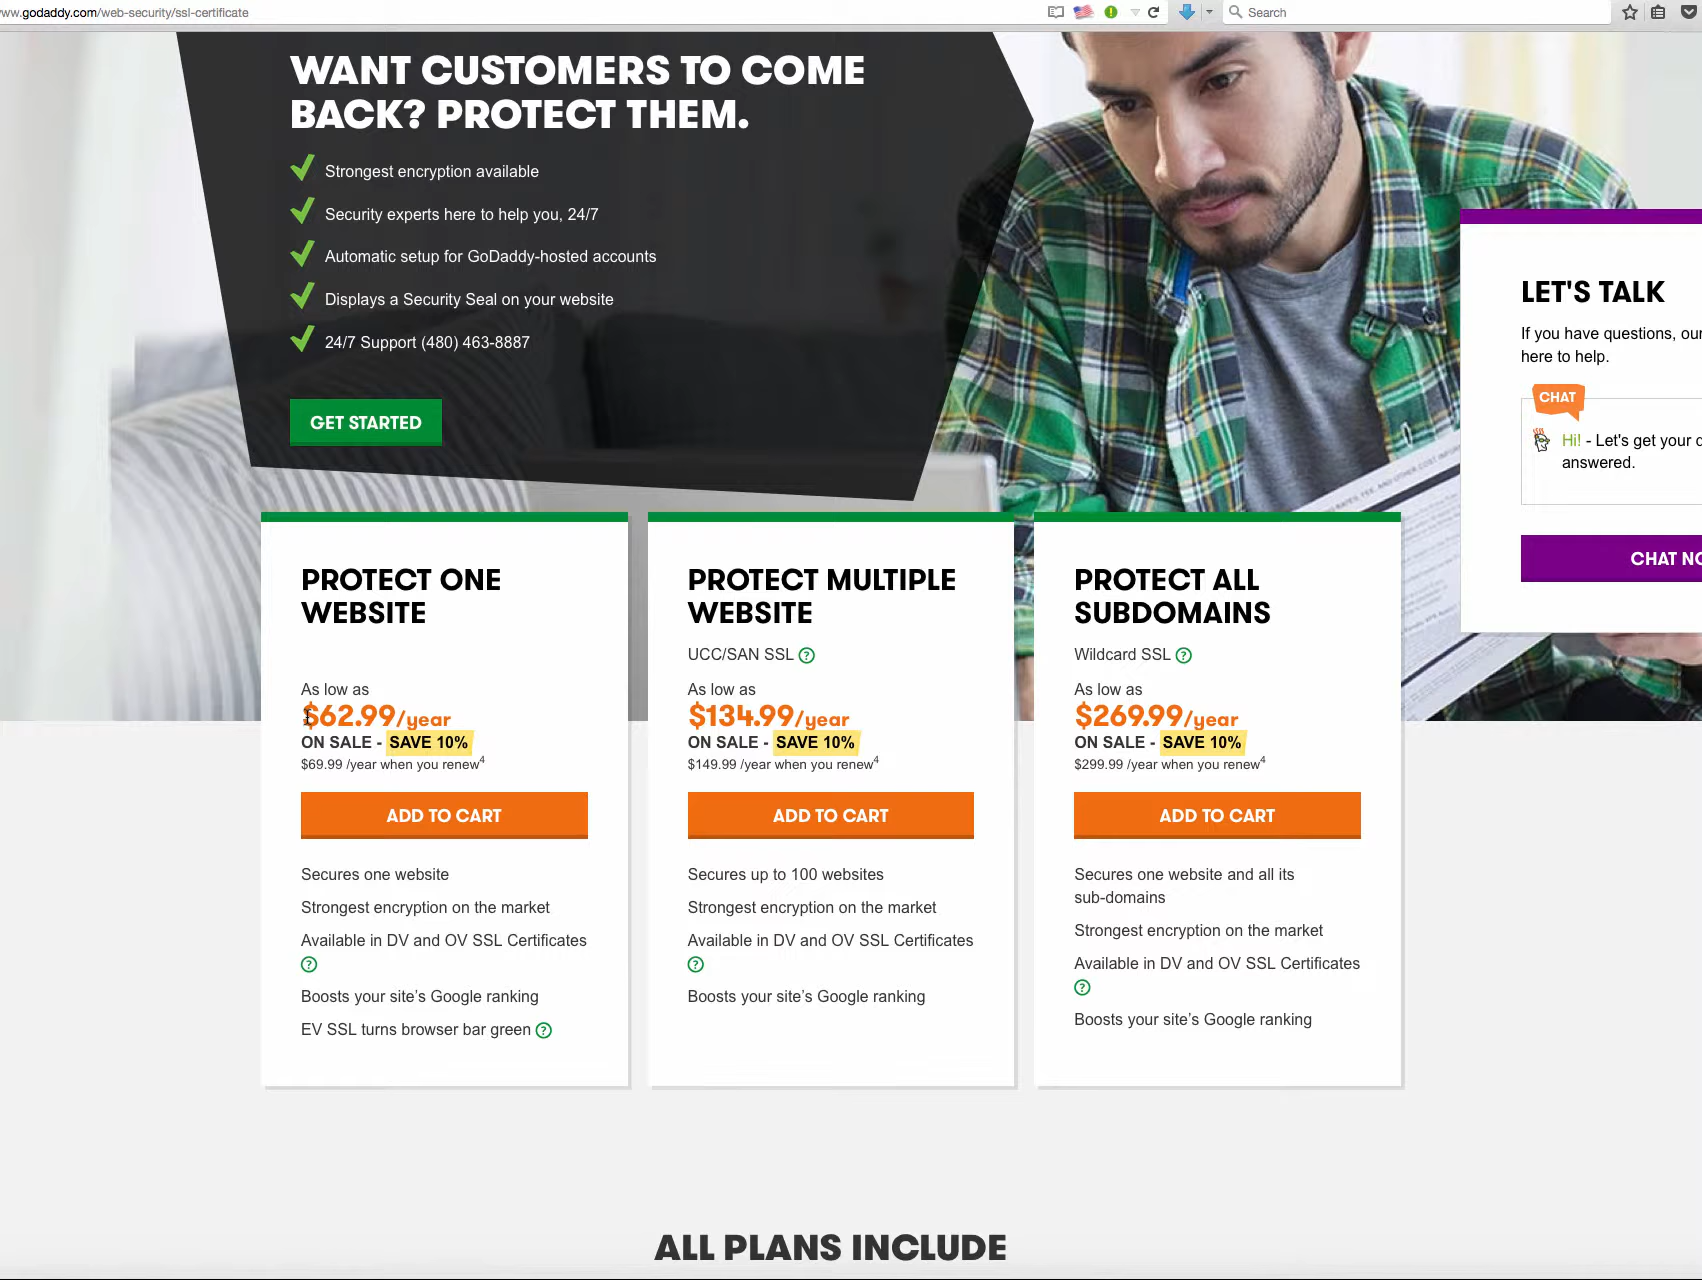 ww.godaddy.com/web-security/ssl-certificate
Search
WANT CUSTOMERS TO COME
BACK? PROTECT THEM.
Strongest encryption available
Security experts here to help you, 24/7
Automatic setup for GoDaddy-hosted accounts
Displays a Security Seal on your website
24/7 Support (480) 463-8887
GET STARTED
LET'S TALK
If you have questions, our
here to help.
CHAT
Hi! - Let's get your
answered.
CHAT NO
PROTECT ONE
WEBSITE
As low as
$62.99/year
ON SALE - SAVE 10%
$69.99 /year when you renew4
ADD TO CART
Secures one website
Strongest encryption on the market
Available in DV and OV SSL Certificates
?
Boosts your site’s Google ranking
EV SSL turns browser bar green ?
PROTECT MULTIPLE
WEBSITE
UCC/SAN SSL ?
As low as
$134.99/year
ON SALE - SAVE 10%
$149.99 /year when you renew4
ADD TO CART
Secures up to 100 websites
Strongest encryption on the market
Available in DV and OV SSL Certificates
?
Boosts your site’s Google ranking
PROTECT ALL
SUBDOMAINS
Wildcard SSL ?
As low as
$269.99/year
ON SALE - SAVE 10%
$299.99 /year when you renew4
ADD TO CART
Secures one website and all its
sub-domains
Strongest encryption on the market
Available in DV and OV SSL Certificates
?
Boosts your site’s Google ranking
ALL PLANS INCLUDE